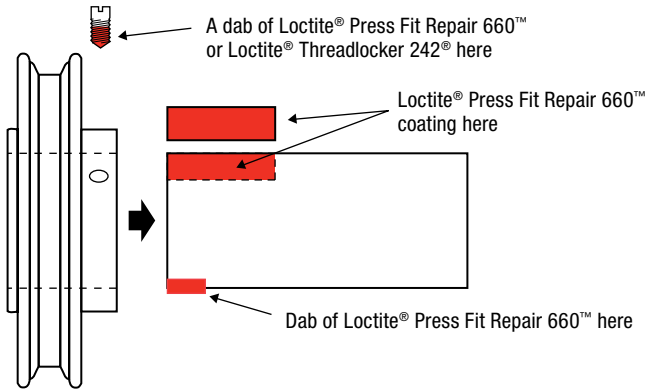 A dab of Loctite® Press Fit Repair 660™
or Loctite® Threadlocker 242® here
Loctite® Press Fit Repair 660™
coating here
Dab of Loctite® Press Fit Repair 660™ here